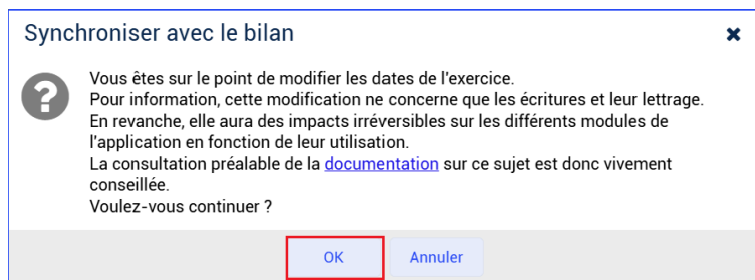 Synchroniser avec le bilan
Vous êtes sur le point de modifier les dates de l'exercice.
Pour information, cette modification ne concerne que les écritures et leur lettrage.
En revanche, elle aura des impacts irréversibles sur les différents modules de
l'application en fonction de leur utilisation.
La consultation préalable de la documentation sur ce sujet est donc vivement
conseillée.
Voulez-vous continuer ?
OK Annuler